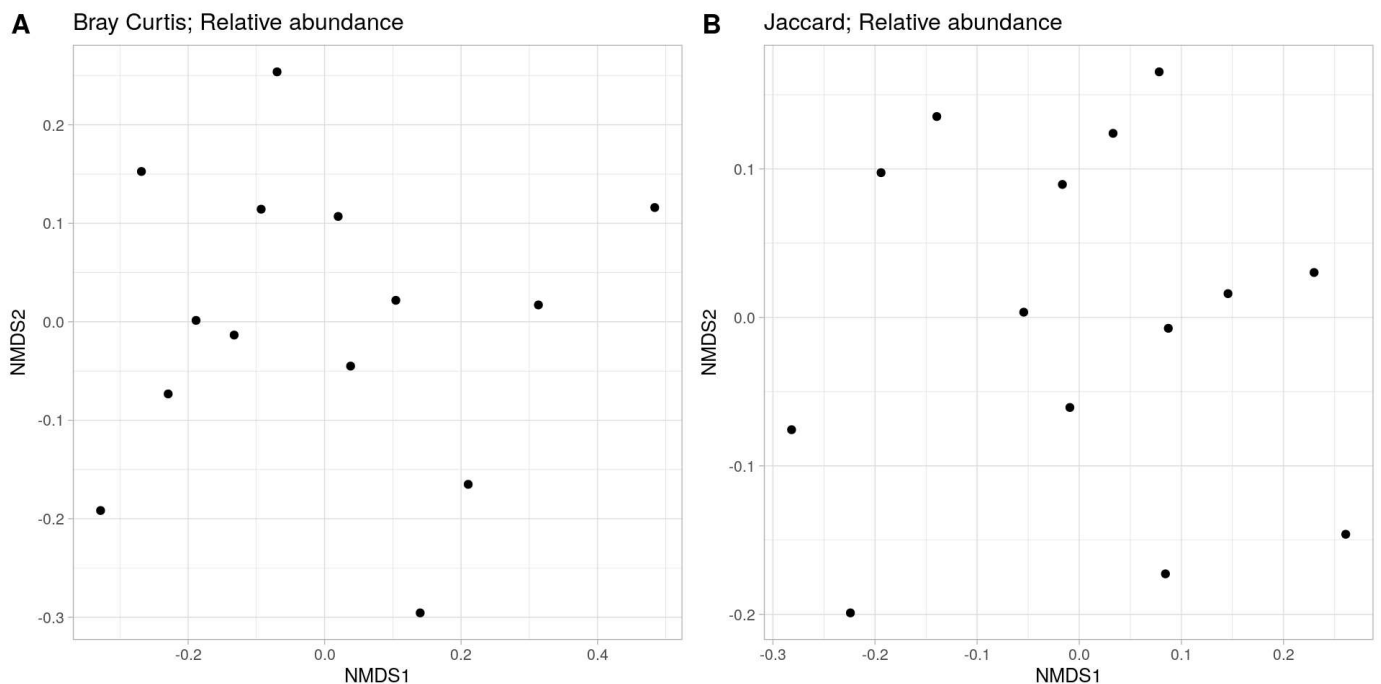 A Bray Curtis; Relative abundance
NMDS2
0.2
0.1
0.0
-0.1
-0.2
-0.3
-0.2 0.0 0.2 0.4
NMDS1
B Jaccard; Relative abundance
NMDS2
0.1
0.0
-0.1
-0.2
-0.3 -0.2 -0.1 0.0 0.1 0.2
NMDS1